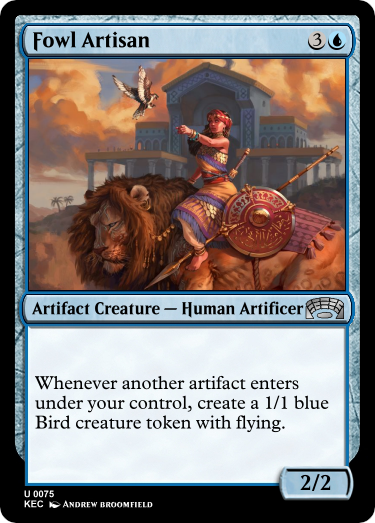 Fowl Artisan 3
Artifact Creature — Human Artificer
Whenever another artifact enters
under your control, create a 1/1 blue
Bird creature token with flying.
2/2
U 0075
KEC Andrew Broomfield